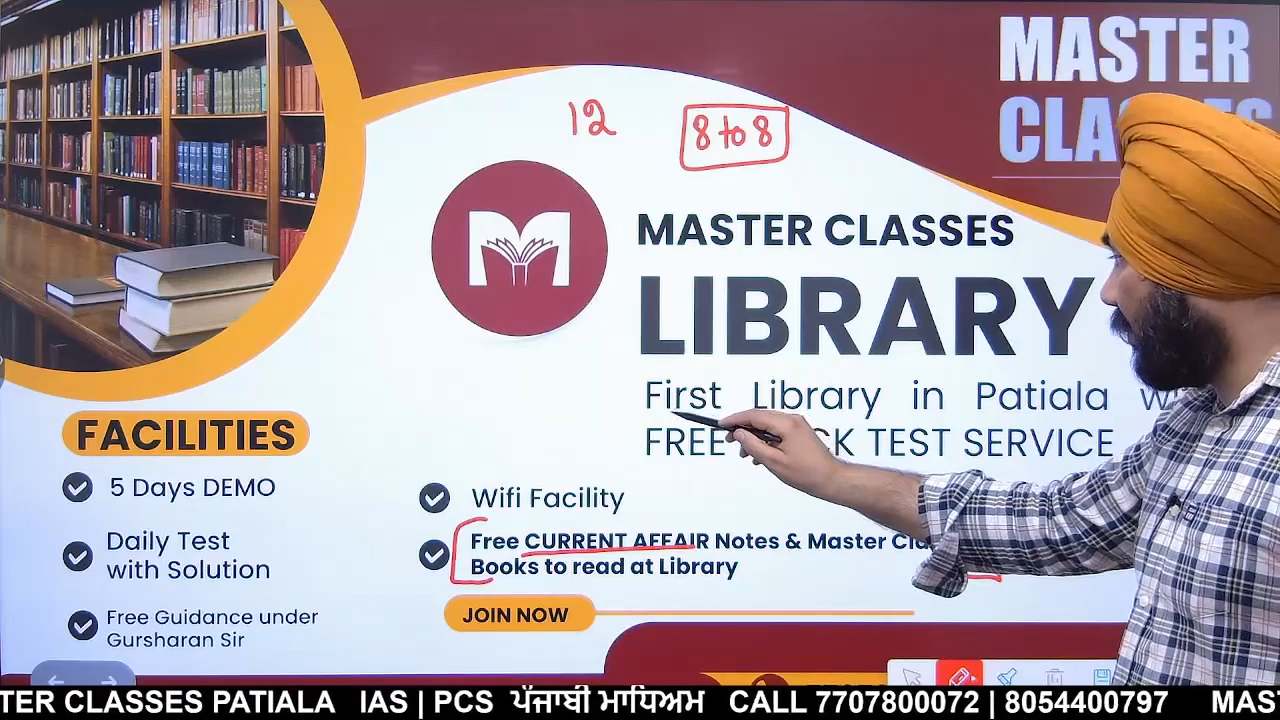 MASTER
CLA
12
8 to 8
MASTER CLASSES
LIBRARY
First Library in Patiala
FREE CK TEST SERVICE
FACILITIES
5 Days DEMO
Daily Test
with Solution
Free Guidance under
Gursharan Sir
Wifi Facility
Free CURRENT AFFAIR Notes & Master
Books to read at Library
JOIN NOW
TER CLASSES PATIALA IAS | PCS ਪੰਜਾਬੀ ਮਾਧਿਅਮ CALL 7707800072 | 8054400797 MAS